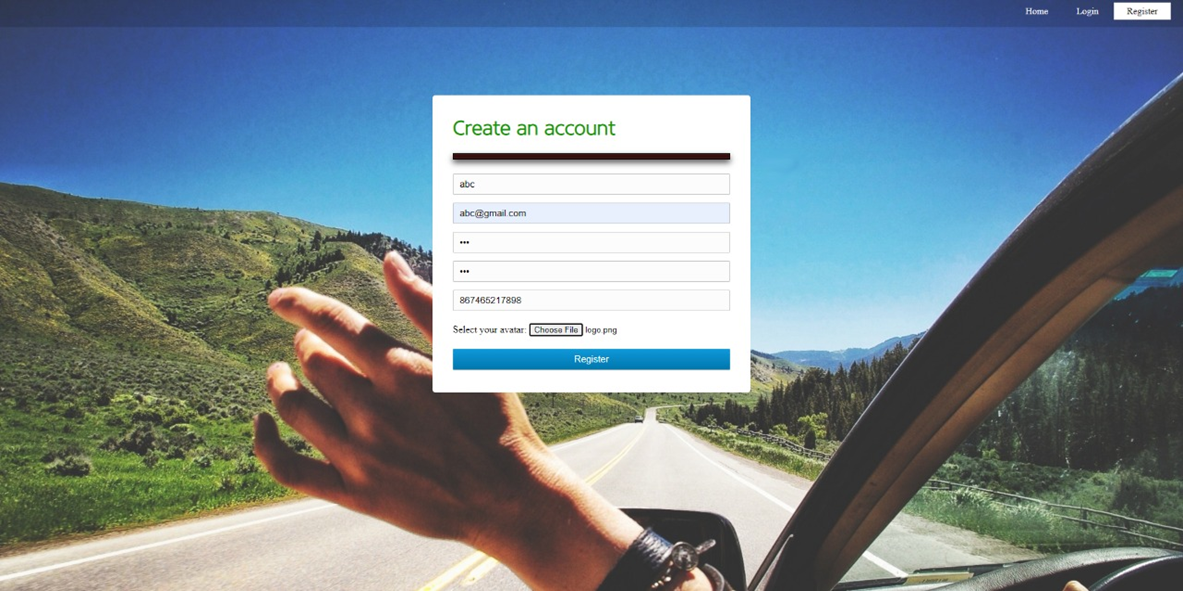 Home Login Register
Create an account
abc
abc@gmail.com
•••
•••
867465217898
Select your avatar: Choose File logo.png
Register